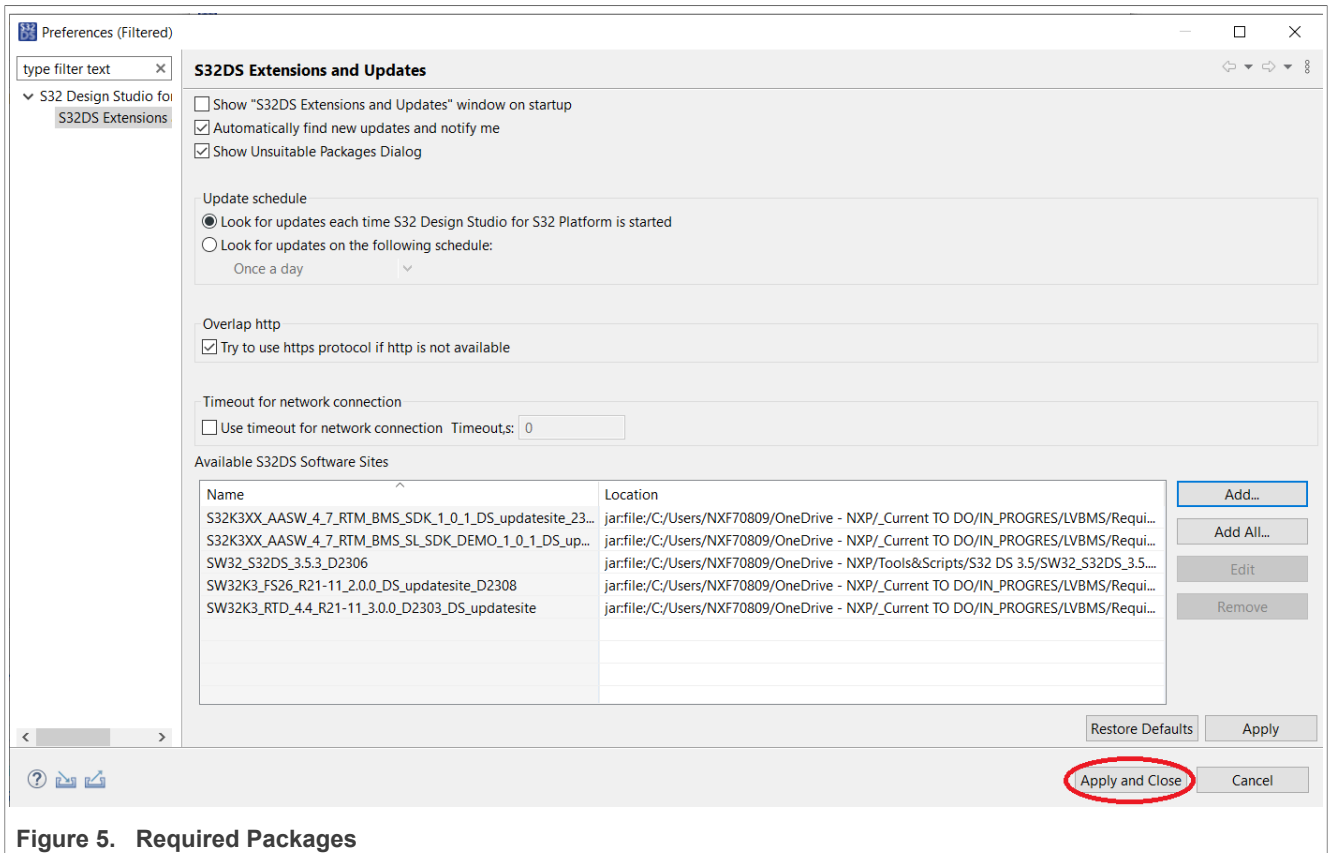 Preferences (Filtered)
type filter text
S32DS Extensions and Updates
S32 Design Studio for
S32DS Extensions
Show "S32DS Extensions and Updates" window on startup
Automatically find new updates and notify me
Show Unsuitable Packages Dialog
Update schedule
Look for updates each time S32 Design Studio for S32 Platform is started
Look for updates on the following schedule:
Once a day
Overlap http
Try to use https protocol if http is not available
Timeout for network connection
Use timeout for network connection Timeout,s: 0
Available S32DS Software Sites
Name Location
S32K3XX_AASW_4_7_RTM_BMS_SDK_1_0_1_DS_updatesite_23... jar:file:/C:/Users/NXF70809/OneDrive - NXP/_Current TO DO/IN_PROGRES/LVBMS/Requi...
S32K3XX_AASW_4_7_RTM_BMS_SL_SDK_DEMO_1_0_1_DS_up... jar:file:/C:/Users/NXF70809/OneDrive - NXP/_Current TO DO/IN_PROGRES/LVBMS/Requi...
SW32_S32DS_3.5.3_D2306 jar:file:/C:/Users/NXF70809/OneDrive - NXP/Tools&Scripts/S32 DS 3.5/SW32_S32DS_3.5....
SW32K3_FS26_R21-11_2.0.0_DS_updatesite_D2308 jar:file:/C:/Users/NXF70809/OneDrive - NXP/_Current TO DO/IN_PROGRES/LVBMS/Requi...
SW32K3_RTD_4.4_R21-11_3.0.0_D2303_DS_updatesite jar:file:/C:/Users/NXF70809/OneDrive - NXP/_Current TO DO/IN_PROGRES/LVBMS/Requi...
Add...
Add All...
Edit
Remove
Restore Defaults Apply
Apply and Close Cancel
Figure 5. Required Packages